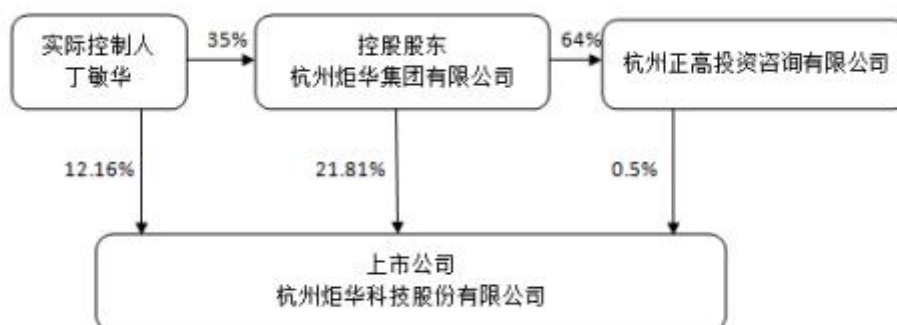 实际控制人
丁敏华
35%
控股股东
杭州炬华集团有限公司
64%
杭州正高投资咨询有限公司
12.16%
21.81%
0.5%
上市公司
杭州炬华科技股份有限公司